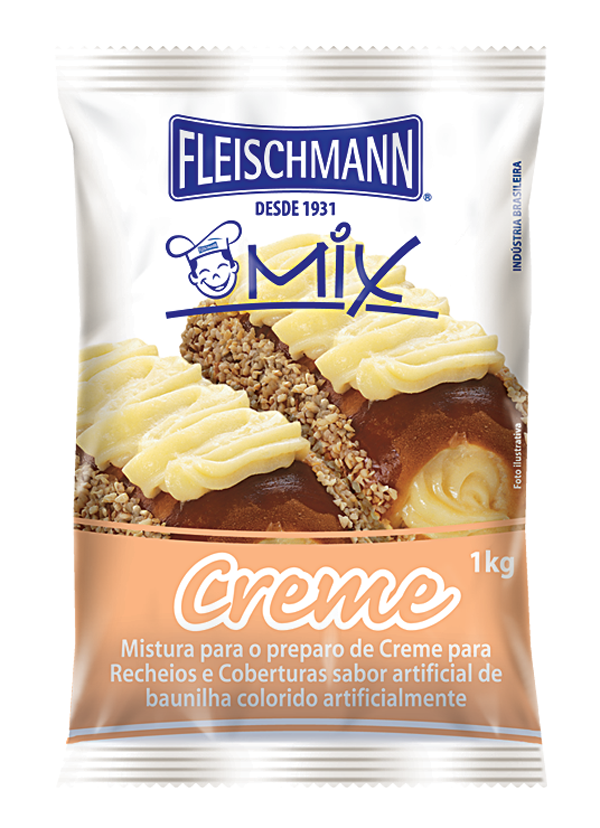 FLEISCHMANN®
DESDE 1931
FLEISCHMANN
MIX
INDÚSTRIA BRASILEIRA
Foto ilustrativa
Creme
1kg
Mistura para o preparo de Creme para
Recheios e Coberturas sabor artificial de
baunilha colorido artificialmente